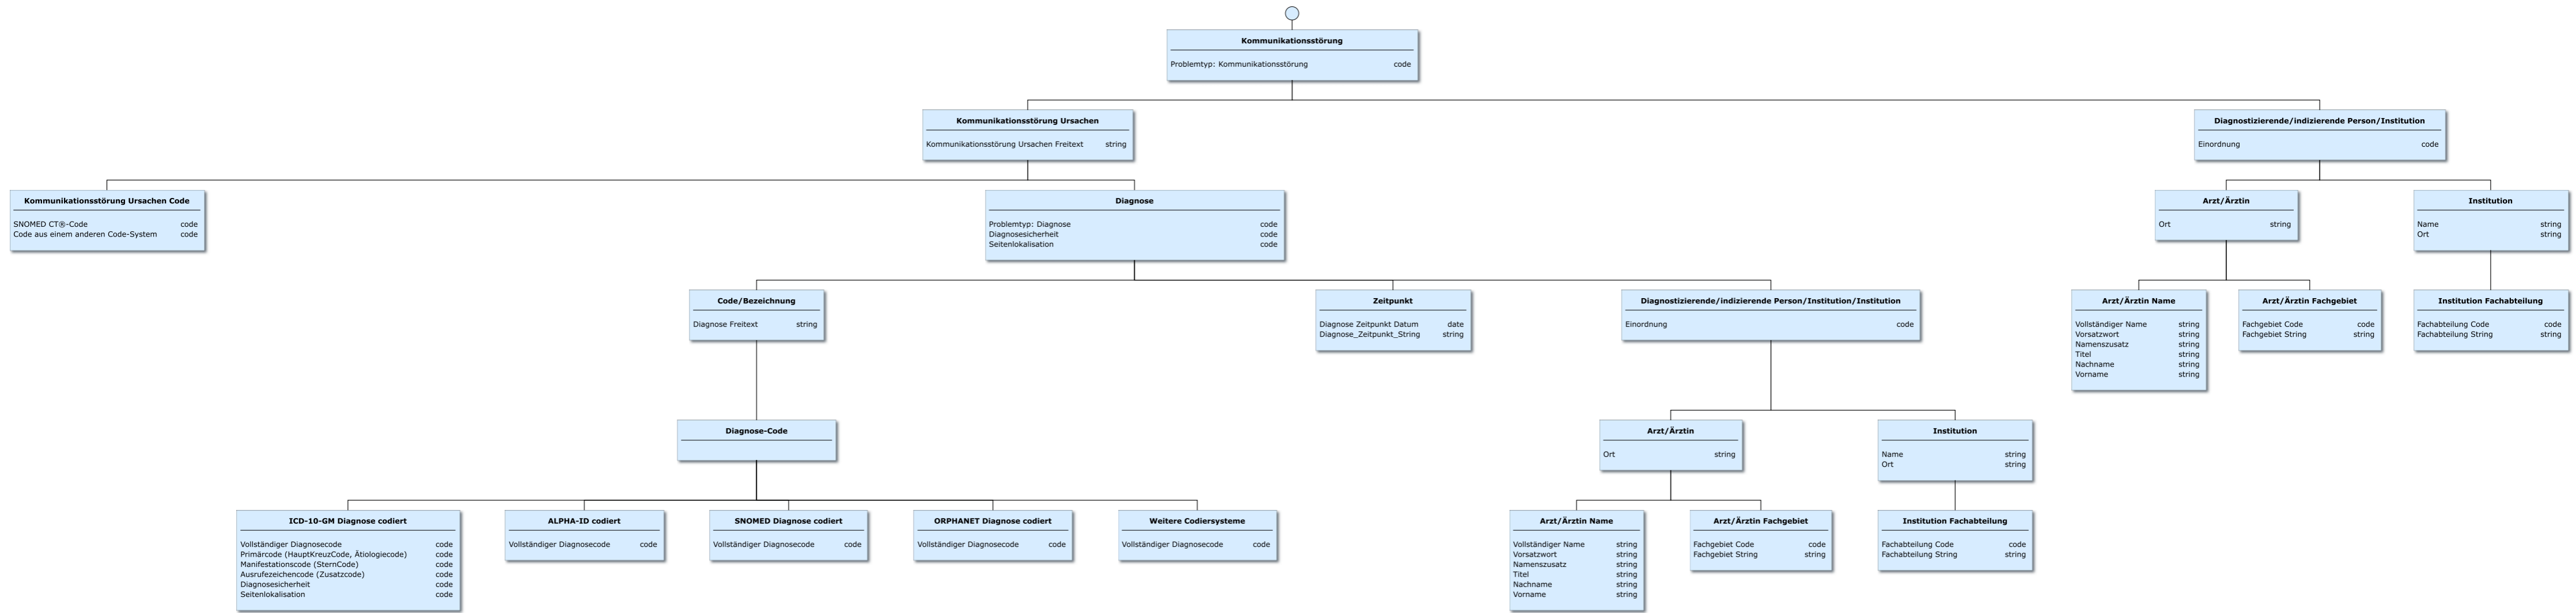 Kommunikationsstörung
Problemtyp: Kommunikationsstörung code
Kommunikationsstörung Ursachen
Kommunikationsstörung Ursachen Freitext string
Diagnostizierende/indizierende Person/Institution
Einordnung code
Kommunikationsstörung Ursachen Code
SNOMED CT®-Code code
Code aus einem anderen Code-System code
Diagnose
Problemtyp: Diagnose code
Diagnosesicherheit code
Seitenlokalisation code
Arzt/Ärztin
Ort string
Institution
Name string
Ort string
Code/Bezeichnung
Diagnose Freitext string
Zeitpunkt
Diagnose Zeitpunkt Datum date
Diagnose_Zeitpunkt_String string
Diagnostizierende/indizierende Person/Institution/Institution
Einordnung code
Arzt/Ärztin Name
Vollständiger Name string
Vorsatzwort string
Namenszusatz string
Titel string
Nachname string
Vorname string
Arzt/Ärztin Fachgebiet
Fachgebiet Code code
Fachgebiet String string
Institution Fachabteilung
Fachabteilung Code code
Fachabteilung String string
Diagnose-Code
Arzt/Ärztin
Ort string
Institution
Name string
Ort string
ICD-10-GM Diagnose codiert
Vollständiger Diagnosecode code
Primärcode (HauptKreuzCode, Ätiologiecode) code
Manifestationscode (SternCode) code
Ausrufezeichencode (Zusatzcode) code
Diagnosesicherheit code
Seitenlokalisation code
ALPHA-ID codiert
Vollständiger Diagnosecode code
SNOMED Diagnose codiert
Vollständiger Diagnosecode code
ORPHANET Diagnose codiert
Vollständiger Diagnosecode code
Weitere Codiersysteme
Vollständiger Diagnosecode code
Arzt/Ärztin Name
Vollständiger Name string
Vorsatzwort string
Namenszusatz string
Titel string
Nachname string
Vorname string
Arzt/Ärztin Fachgebiet
Fachgebiet Code code
Fachgebiet String string
Institution Fachabteilung
Fachabteilung Code code
Fachabteilung String string